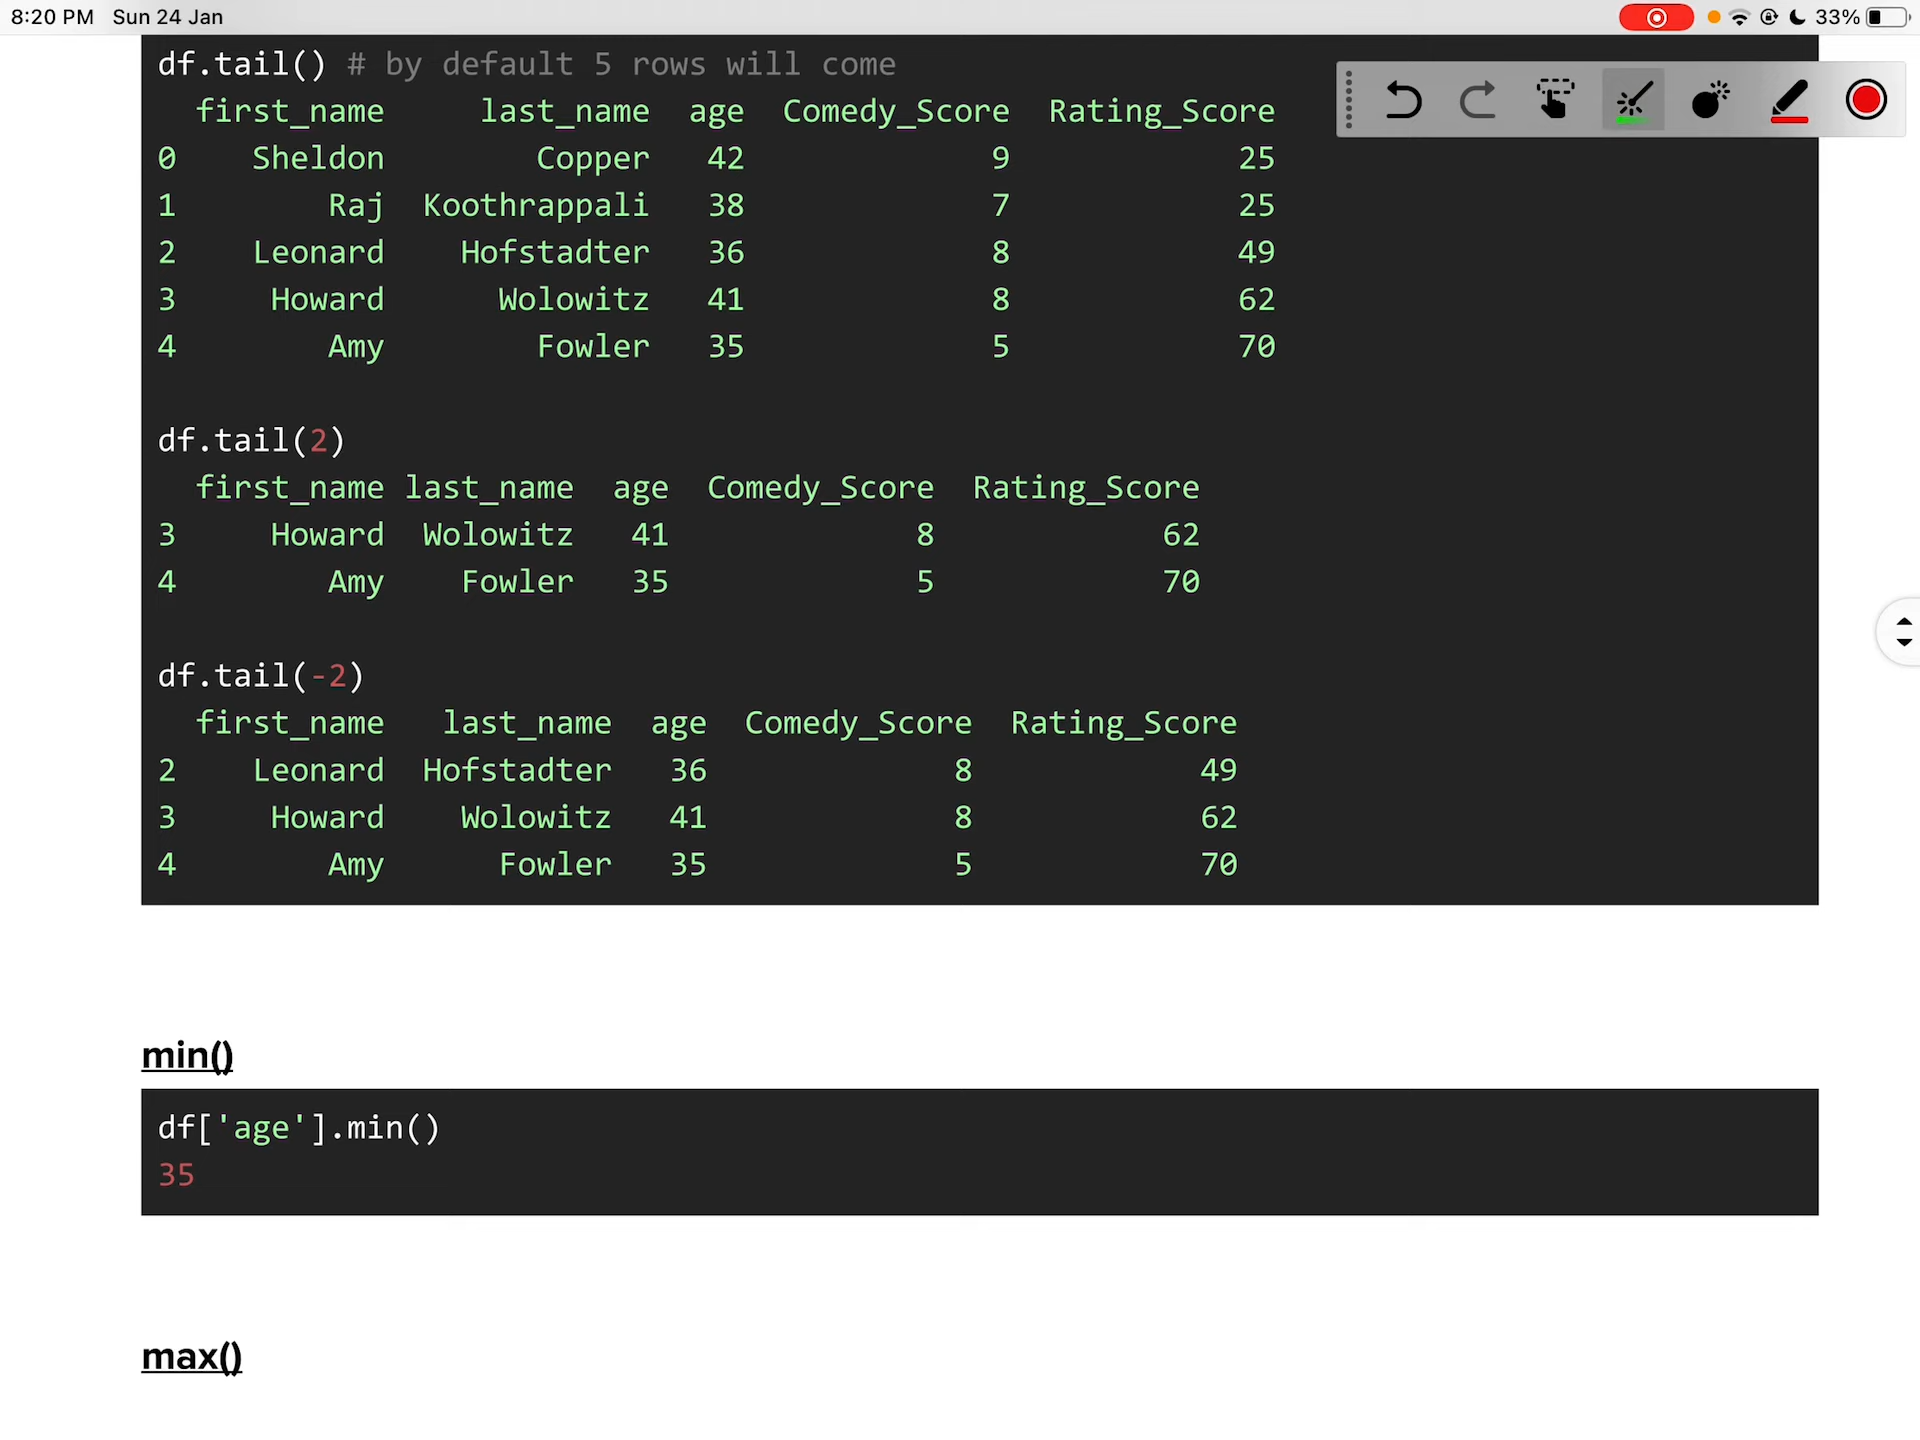 8:20 PM Sun 24 Jan 33%
df.tail() # by default 5 rows will come
first_name last_name age Comedy_Score Rating_Score
0 Sheldon Copper 42 9 25
1 Raj Koothrappali 38 7 25
2 Leonard Hofstadter 36 8 49
3 Howard Wolowitz 41 8 62
4 Amy Fowler 35 5 70
df.tail(2)
first_name last_name age Comedy_Score Rating_Score
3 Howard Wolowitz 41 8 62
4 Amy Fowler 35 5 70
df.tail(-2)
first_name last_name age Comedy_Score Rating_Score
2 Leonard Hofstadter 36 8 49
3 Howard Wolowitz 41 8 62
4 Amy Fowler 35 5 70
min()
df['age'].min()
35
max()